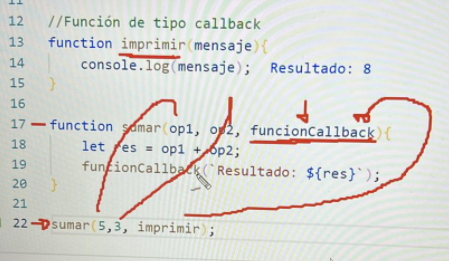 12 //Función de tipo callback
13 function imprimir(mensaje){
14 console.log(mensaje); Resultado: 8
15 }
16
17 function sumar(op1, op2, funcionCallback){
18 let res = op1 + op2;
19 funcionCallback(`Resultado: ${res}`);
20 }
21
22 sumar(5,3, imprimir);